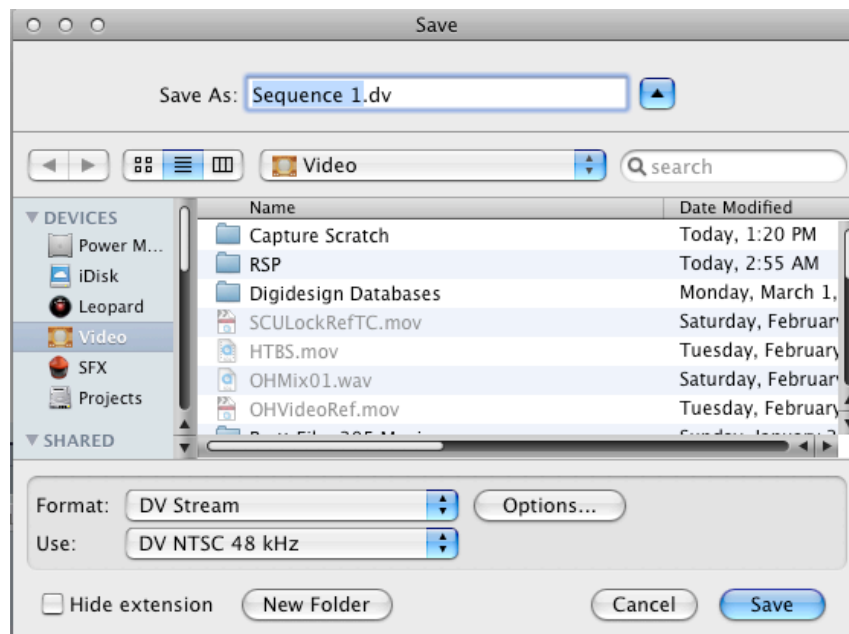 Save
Save As: Sequence 1.dv
Video
search
DEVICES
Power M...
iDisk
Leopard
Video
SFX
Projects
SHARED
Name Date Modified
Capture Scratch Today, 1:20 PM
RSP Today, 2:55 AM
Digidesign Databases Monday, March 1,
SCULockRefTC.mov Saturday, Februar
HTBS.mov Tuesday, February
OHMix01.wav Saturday, Februar
OHVideoRef.mov Tuesday, February
Format: DV Stream Options...
Use: DV NTSC 48 kHz
Hide extension New Folder Cancel Save